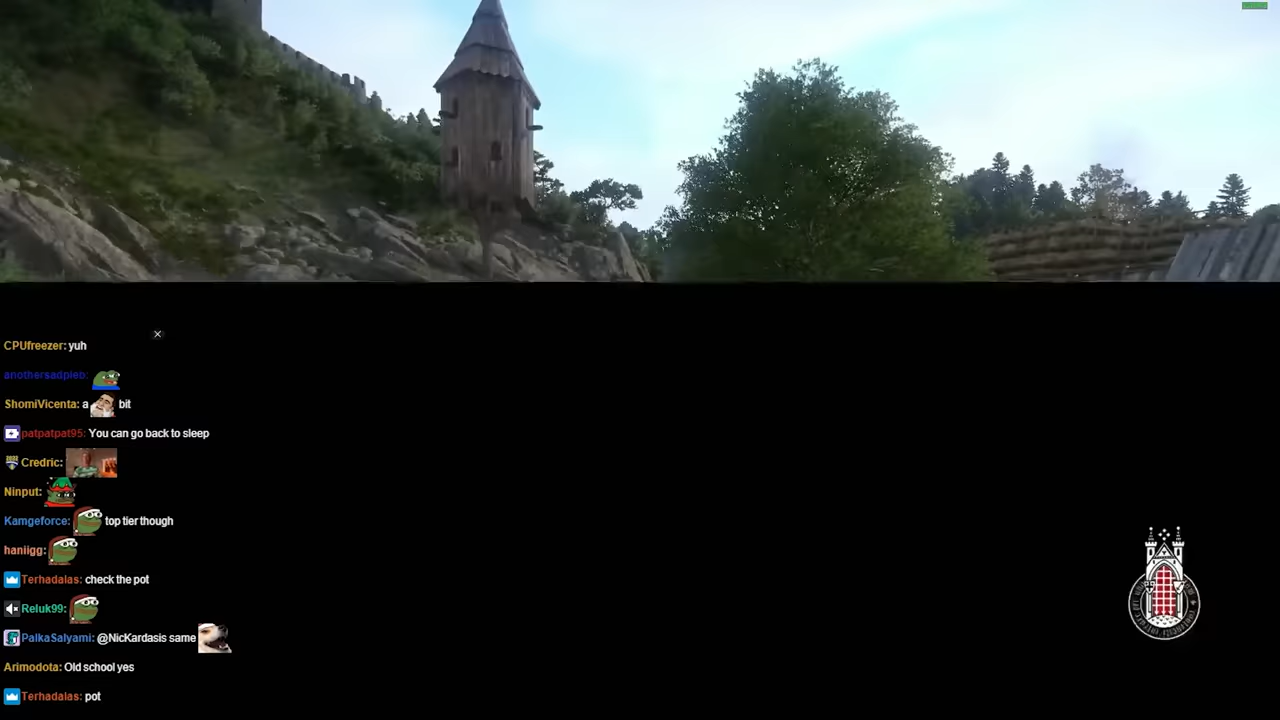 CPUfreezer: yuh
anothersadpleb:
ShomiVicenta: a bit
patpatpat95: You can go back to sleep
Credric:
Ninput:
Kamgeforce: top tier though
haniigg:
Terhadalas: check the pot
Reluk99:
PalkaSalyami: @NicKardasis same
Arimodota: Old school yes
Terhadalas: pot